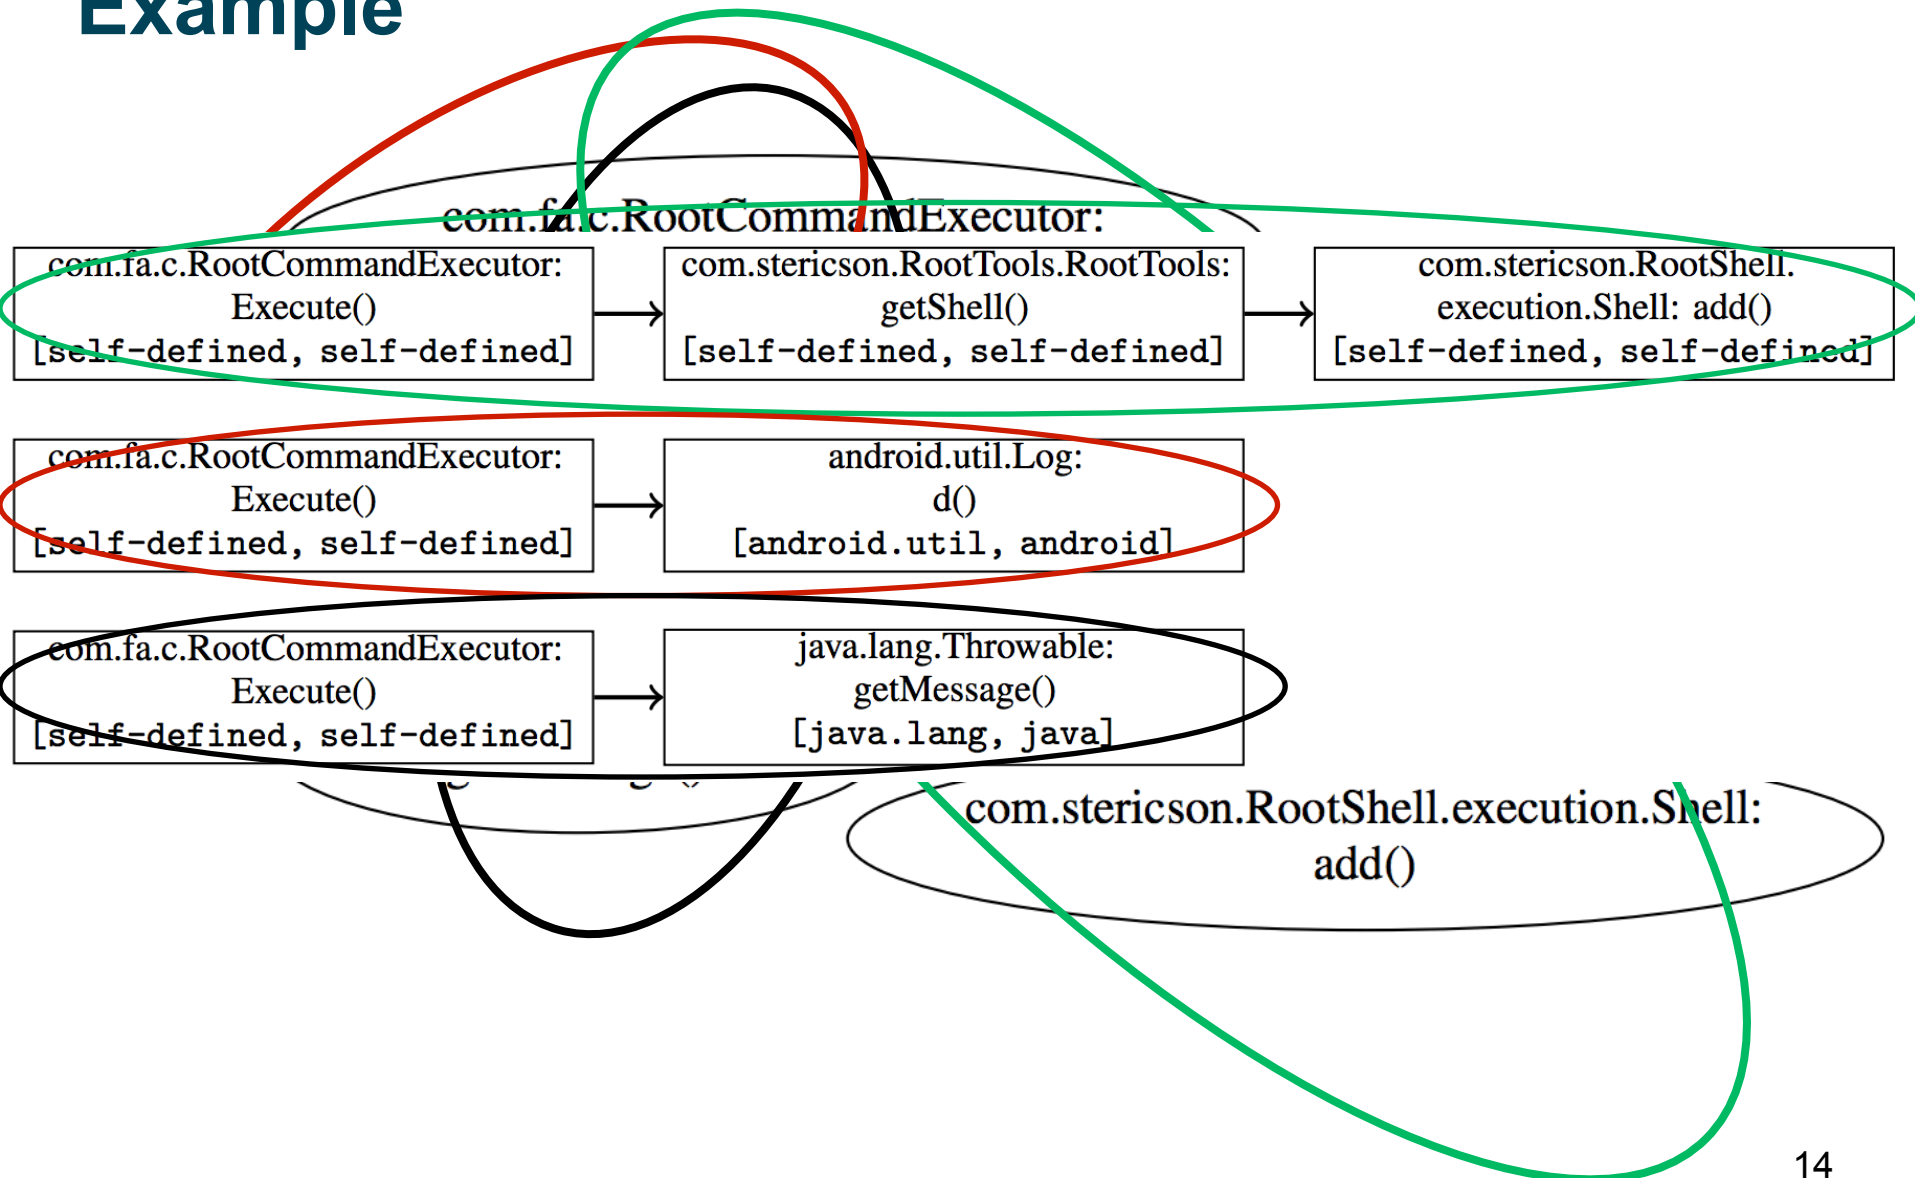 Example
com.fa.c.RootCommandExecutor:
com.fa.c.RootCommandExecutor:
Execute()
[self-defined, self-defined]
com.stericson.RootTools.RootTools:
getShell()
[self-defined, self-defined]
com.stericson.RootShell.
execution.Shell: add()
[self-defined, self-defined]
com.fa.c.RootCommandExecutor:
Execute()
[self-defined, self-defined]
android.util.Log:
d()
[android.util, android]
com.fa.c.RootCommandExecutor:
Execute()
[self-defined, self-defined]
java.lang.Throwable:
getMessage()
[java.lang, java]
com.stericson.RootShell.execution.Shell:
add()
14